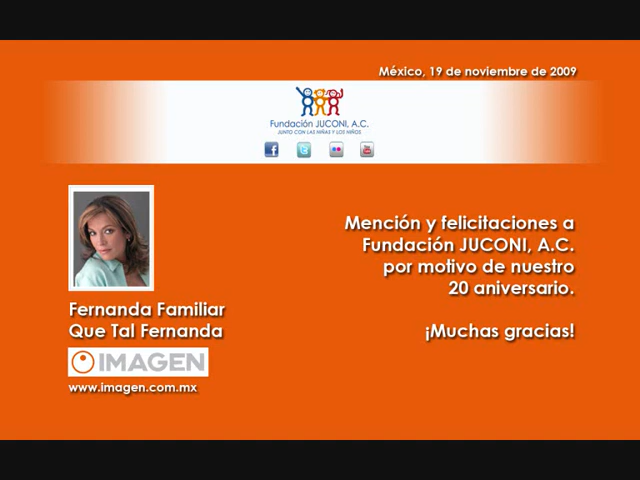 México, 19 de noviembre de 2009
Fundación JUCONI, A.C.
JUNTO CON LAS NIÑAS Y LOS NIÑOS
Mención y felicitaciones a
Fundación JUCONI, A.C.
por motivo de nuestro
20 aniversario.
¡Muchas gracias!
Fernanda Familiar
Que Tal Fernanda
IMAGEN
www.imagen.com.mx